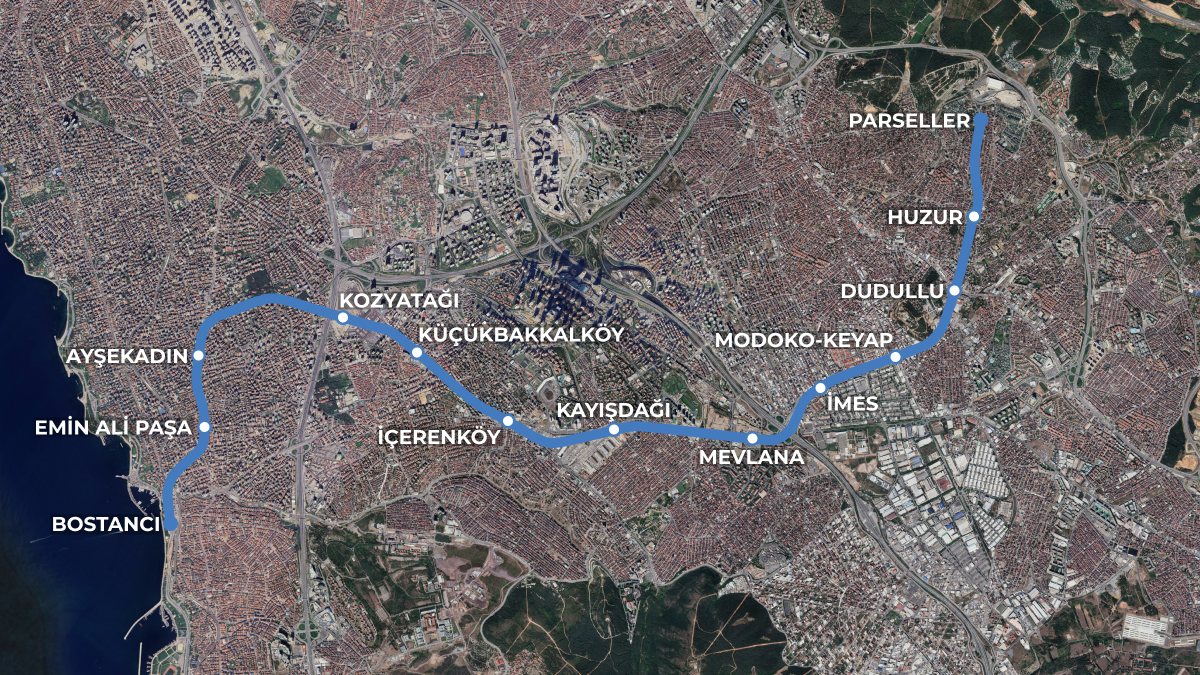 PARSELLER
HUZUR
DUDULLU
KOZYATAĞI
KÜÇÜKBAKKALKÖY
MODOKO-KEYAP
AYŞEKADIN
İMES
KAYIŞDAĞI
EMİN ALİ PAŞA
İÇERENKÖY
MEVLANA
BOSTANCI